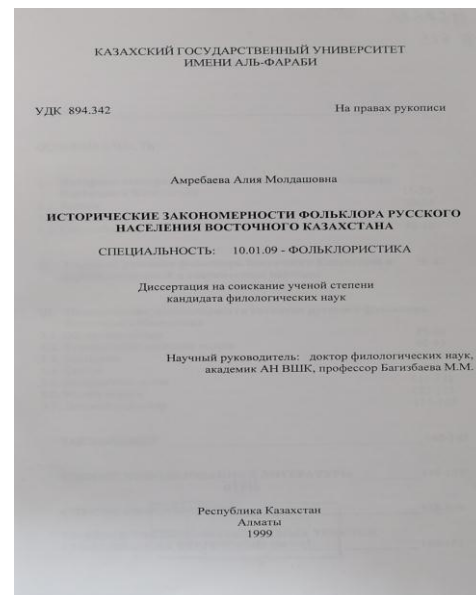 КАЗАХСКИЙ ГОСУДАРСТВЕННЫЙ УНИВЕРСИТЕТ
ИМЕНИ АЛЬ-ФАРАБИ
УДК 894.342
На правах рукописи
Амребаева Алия Молдашовна
ИСТОРИЧЕСКИЕ ЗАКОНОМЕРНОСТИ ФОЛЬКЛОРА РУССКОГО
НАСЕЛЕНИЯ ВОСТОЧНОГО КАЗАХСТАНА
СПЕЦИАЛЬНОСТЬ: 10.01.09 - ФОЛЬКЛОРИСТИКА
Диссертация на соискание ученой степени
кандидата филологических наук
Научный руководитель: доктор филологических наук,
академик АН ВШК, профессор Багизбаева М.М.
Республика Казахстан
Алматы
1999